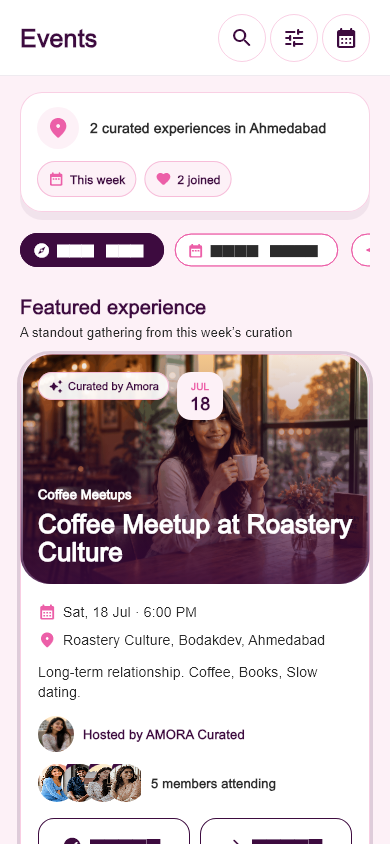 Events
2 curated experiences in Ahmedabad
This week
2 joined
Featured experience
A standout gathering from this week's curation
Curated by Amora
JUL
18
Coffee Meetups
Coffee Meetup at Roastery
Culture
Sat, 18 Jul · 6:00 PM
Roastery Culture, Bodakdev, Ahmedabad
Long-term relationship. Coffee, Books, Slow
dating.
Hosted by AMORA Curated
5 members attending